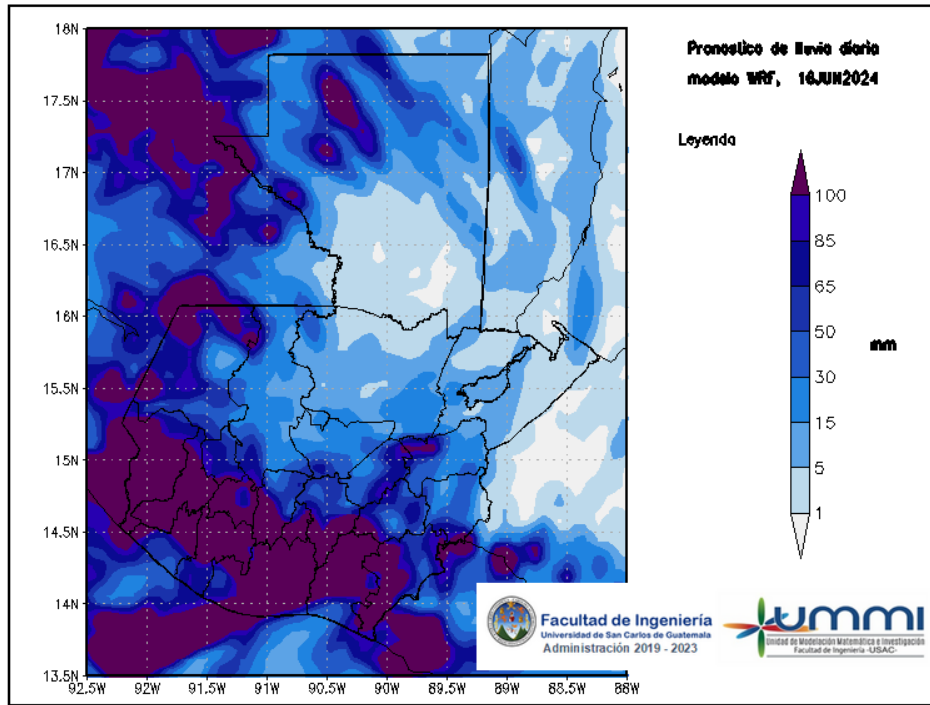 Pronostico de lluvia diaria
modelo WRF, 16JUN2024
Leyenda
100
85
65
50
30
15
5
1
mm
18N
17.5N
17N
16.5N
16N
15.5N
15N
14.5N
14N
13.5N
92.5W
92W
91.5W
91W
90.5W
90W
89.5W
89W
88.5W
88W
Facultad de Ingeniería
Universidad de San Carlos de Guatemala
Administración 2019 - 2023
ummi
Unidad de Modelación Matemática e Investigación
Facultad de Ingeniería -USAC-